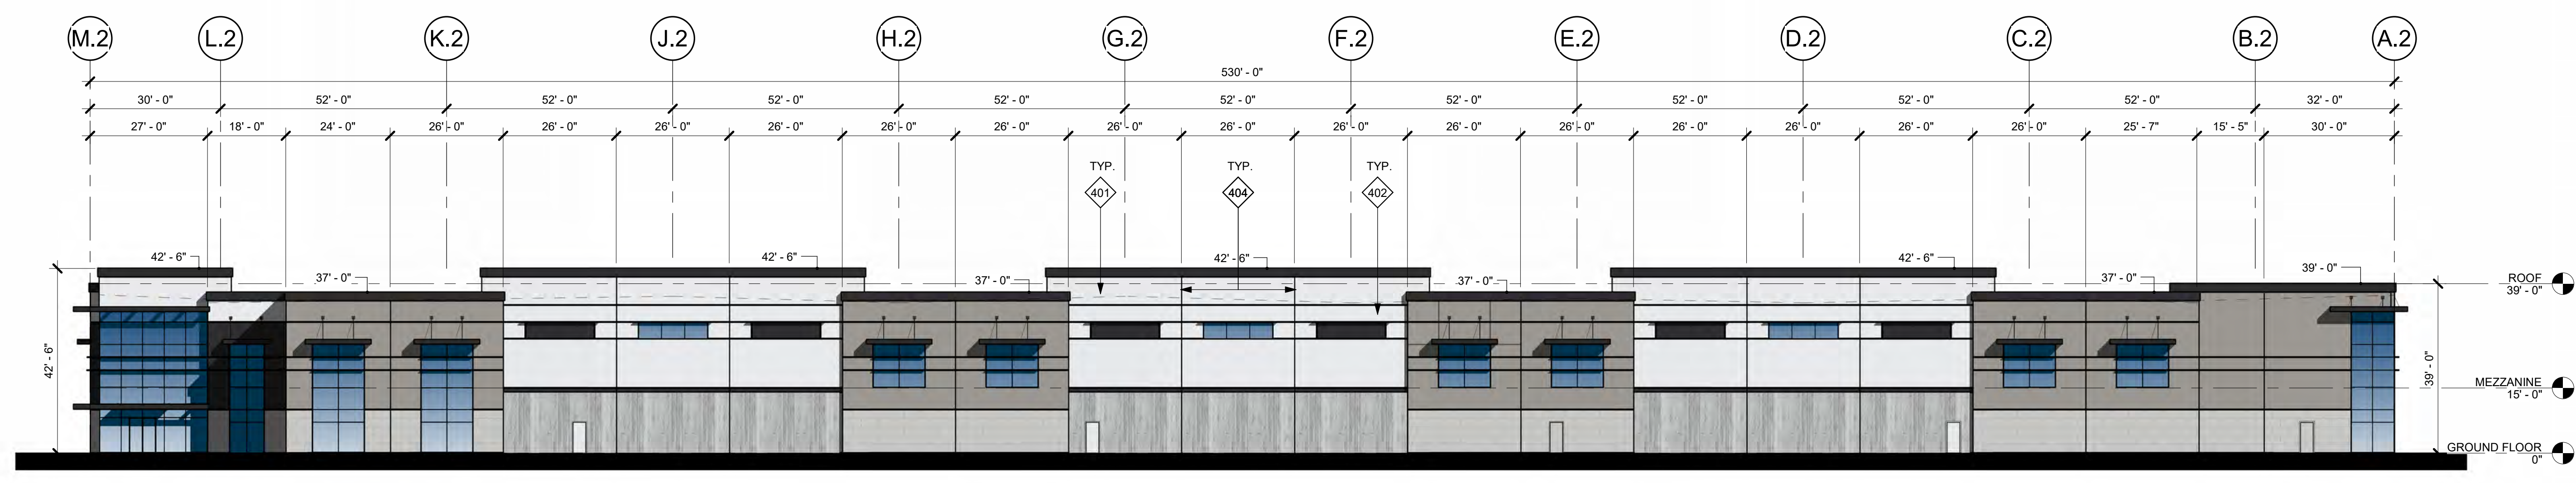 M.2 L.2 K.2 J.2 H.2 G.2 F.2 E.2 D.2 C.2 B.2 A.2
530' - 0"
30' - 0" 52' - 0" 52' - 0" 52' - 0" 52' - 0" 52' - 0" 52' - 0" 52' - 0" 52' - 0" 52' - 0" 32' - 0"
27' - 0" 18' - 0" 24' - 0" 26' - 0" 26' - 0" 26' - 0" 26' - 0" 26' - 0" 26' - 0" 26' - 0" 26' - 0" 26' - 0" 26' - 0" 26' - 0" 26' - 0" 26' - 0" 26' - 0" 26' - 0" 25' - 7" 15' - 5" 30' - 0"
TYP. TYP. TYP.
401 404 402
42' - 6" 42' - 6" 42' - 6" 42' - 6"
39' - 0"
37' - 0" 37' - 0" 37' - 0" 37' - 0"
ROOF
39' - 0"
42' - 6"
39' - 0"
MEZZANINE
15' - 0"
GROUND FLOOR
0"